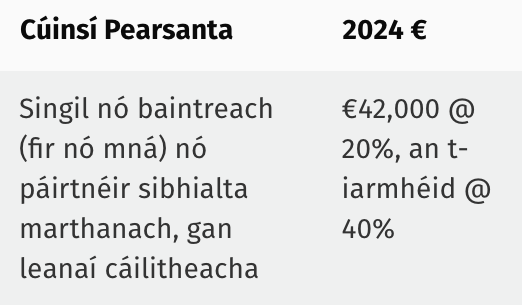 Cúinsí Pearsanta 2024 €
Singil nó baintreach €42,000 @
(fir nó mná) nó 20%, an t-
páirtnéir sibhialta iarmhéid @
marthanach, gan 40%
leanaí cáilitheacha